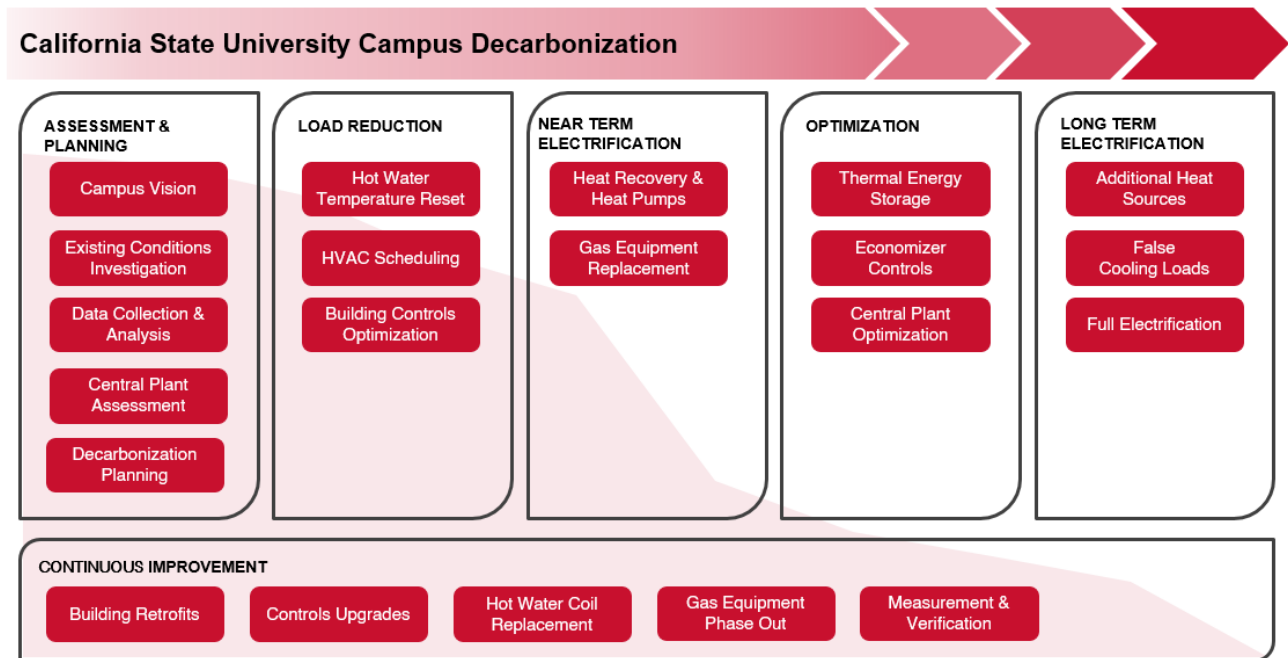 California State University Campus Decarbonization
ASSESSMENT &
PLANNING
Campus Vision
Existing Conditions
Investigation
Data Collection &
Analysis
Central Plant
Assessment
Decarbonization
Planning
LOAD REDUCTION
Hot Water
Temperature Reset
HVAC Scheduling
Building Controls
Optimization
NEAR TERM
ELECTRIFICATION
Heat Recovery &
Heat Pumps
Gas Equipment
Replacement
OPTIMIZATION
Thermal Energy
Storage
Economizer
Controls
Central Plant
Optimization
LONG TERM
ELECTRIFICATION
Additional Heat
Sources
False
Cooling Loads
Full Electrification
CONTINUOUS IMPROVEMENT
Building Retrofits
Controls Upgrades
Hot Water Coil
Replacement
Gas Equipment
Phase Out
Measurement &
Verification